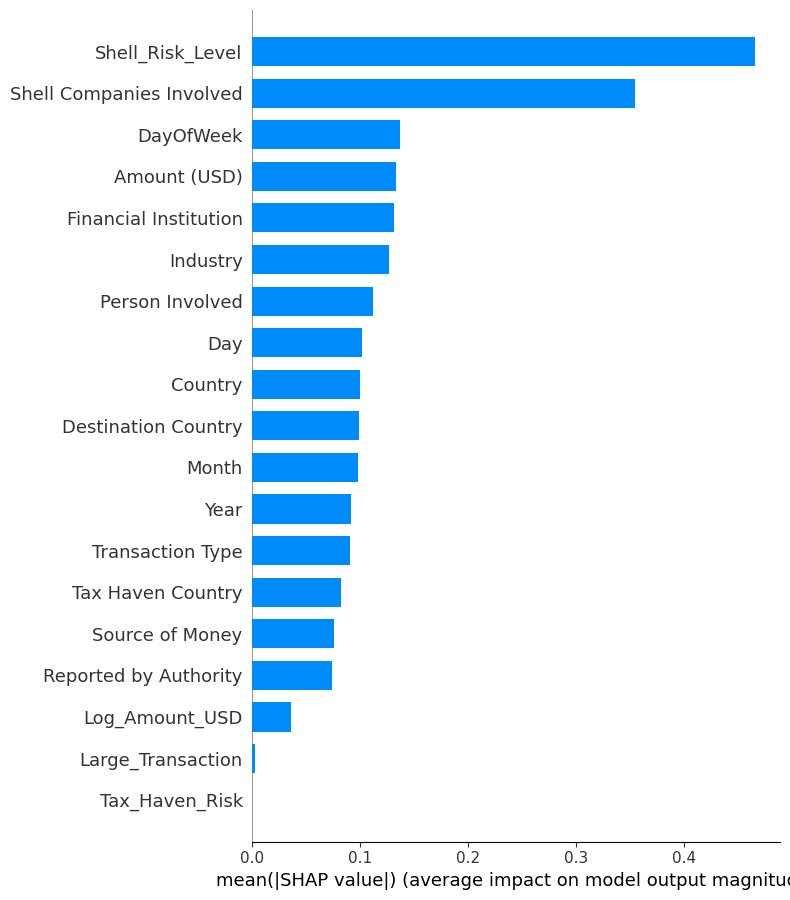 Shell_Risk_Level
Shell Companies Involved
DayOfWeek
Amount (USD)
Financial Institution
Industry
Person Involved
Day
Country
Destination Country
Month
Year
Transaction Type
Tax Haven Country
Source of Money
Reported by Authority
Log_Amount_USD
Large_Transaction
Tax_Haven_Risk
0.0 0.1 0.2 0.3 0.4
mean(|SHAP value|) (average impact on model output magnitud